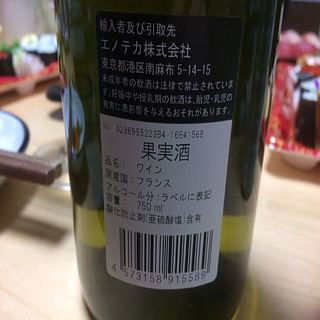 輸入者及び引取先
エノテカ株式会社
東京都港区南麻布5-14-15
未成年者の飲酒は法律で禁止されています。
妊娠中や授乳期の飲酒は、胎児・乳児の
発育に悪影響を与えるおそれがあります。
No. 0236955223B4-16E41568
果実酒
品名： ワイン
原産国：フランス
アルコール分：ラベルに表記
容量： 750 ml
酸化防止剤(亜硫酸塩)含有
4 573158 915589